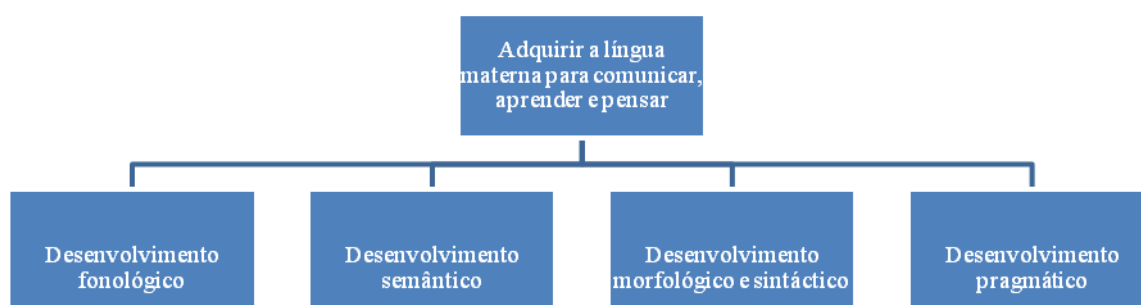 Adquirir a língua
materna para comunicar,
aprender e pensar
Desenvolvimento
fonológico
Desenvolvimento
semântico
Desenvolvimento
morfológico e sintáctico
Desenvolvimento
pragmático